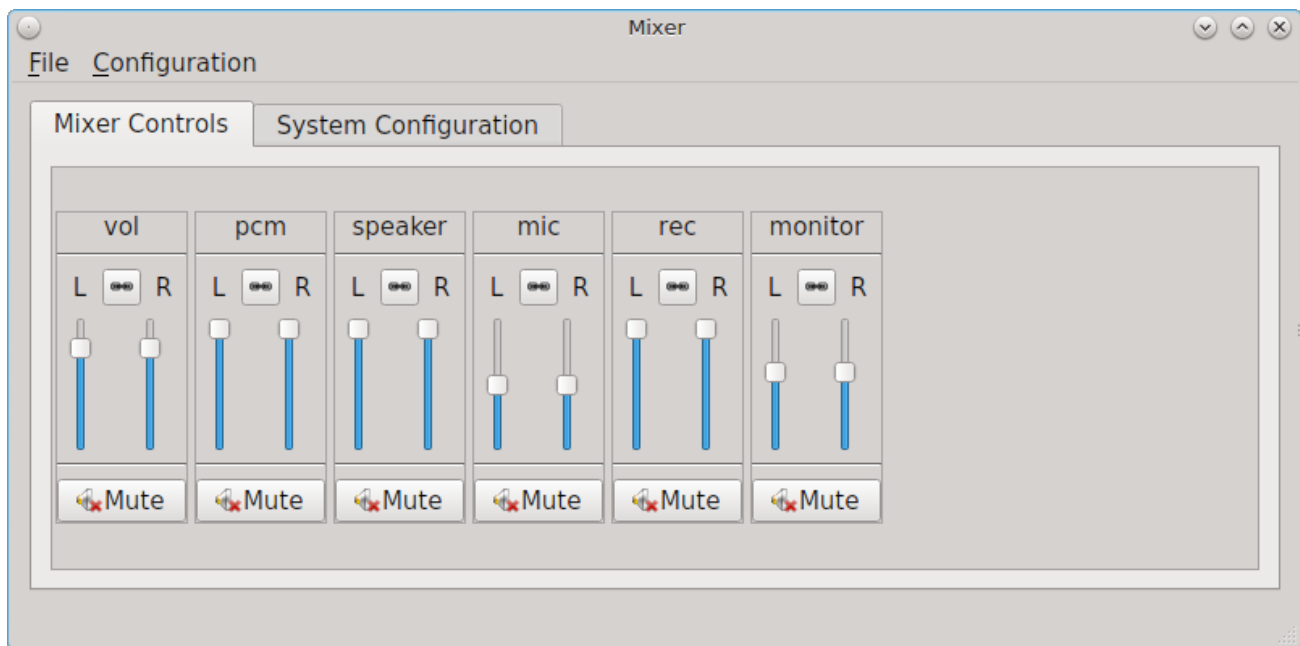 Mixer
File Configuration
Mixer Controls System Configuration
vol pcm speaker mic rec monitor
L R L R L R L R L R L R
Mute Mute Mute Mute Mute Mute